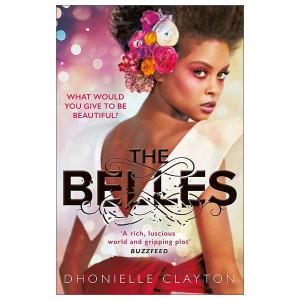 WHAT WOULD
YOU GIVE TO BE
BEAUTIFUL?
THE
BELLES
'A rich, luscious
world and gripping plot'
BUZZFEED
DHONIELLE CLAYTON